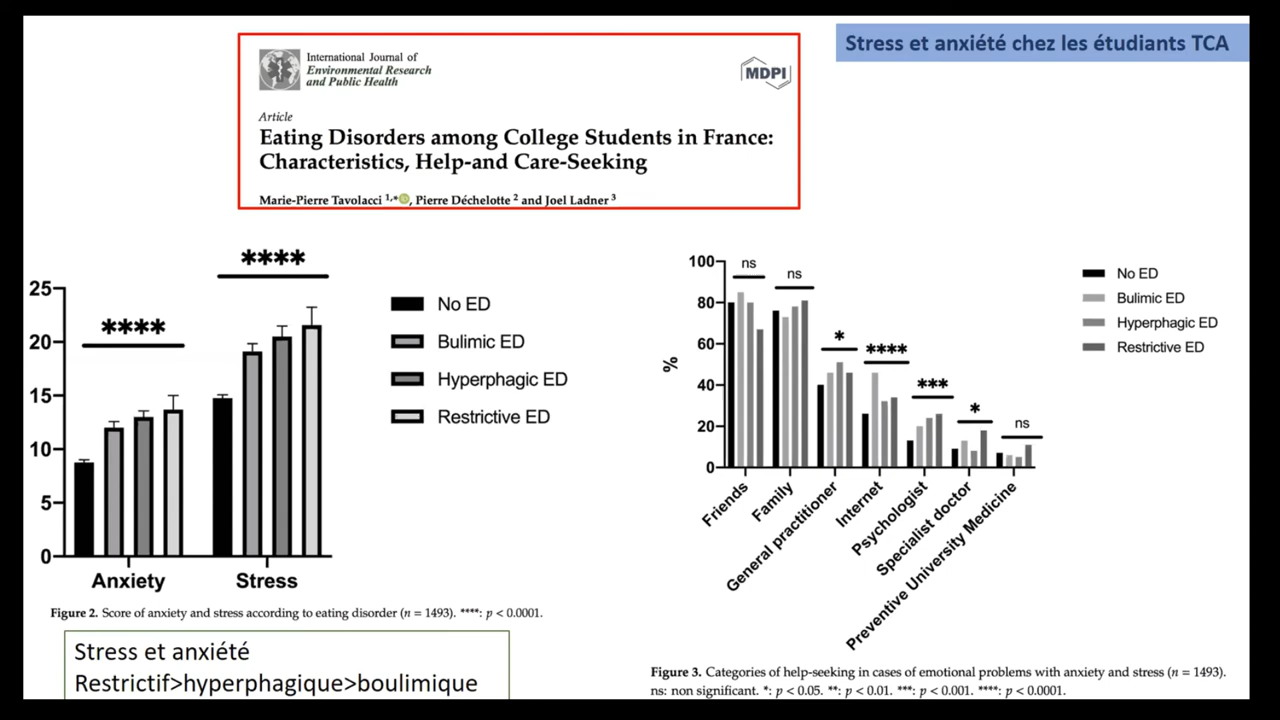 Stress et anxiété chez les étudiants TCA
International Journal of
Environmental Research
and Public Health
MDPI
Article
Eating Disorders among College Students in France:
Characteristics, Help-and Care-Seeking
Marie-Pierre Tavolacci 1,* , Pierre Déchelotte 2 and Joel Ladner 3
25
20
15
10
5
0
****
****
Anxiety
Stress
No ED
Bulimic ED
Hyperphagic ED
Restrictive ED
Figure 2. Score of anxiety and stress according to eating disorder (n = 1493). ****: p < 0.0001.
Stress et anxiété
Restrictif>hyperphagique>boulimique
%
100
80
60
40
20
0
ns
ns
*
****
***
*
ns
Friends
Family
General practitioner
Internet
Psychologist
Specialist doctor
Preventive University Medicine
No ED
Bulimic ED
Hyperphagic ED
Restrictive ED
Figure 3. Categories of help-seeking in cases of emotional problems with anxiety and stress (n = 1493).
ns: non significant. *: p < 0.05. **: p < 0.01. ***: p < 0.001. ****: p < 0.0001.